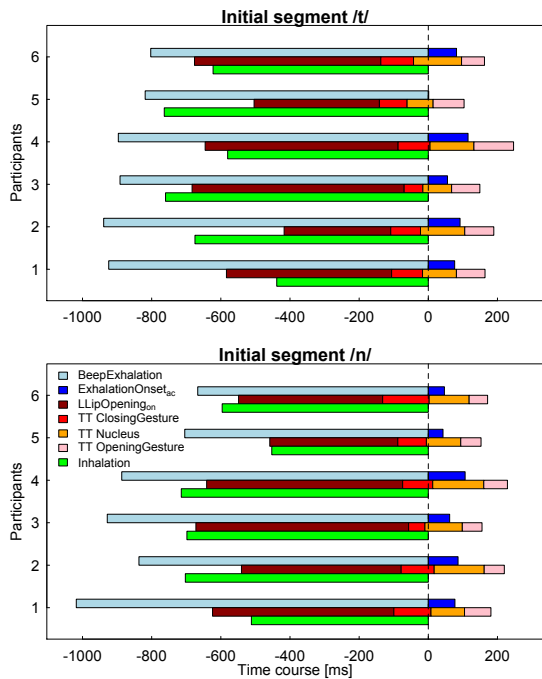 Initial segment /t/
Participants
6
5
4
3
2
1
-1000 -800 -600 -400 -200 0 200
Initial segment /n/
BeepExhalation
ExhalationOnset_ac
LLipOpening_on
TT ClosingGesture
TT Nucleus
TT OpeningGesture
Inhalation
Participants
6
5
4
3
2
1
-1000 -800 -600 -400 -200 0 200
Time course [ms]